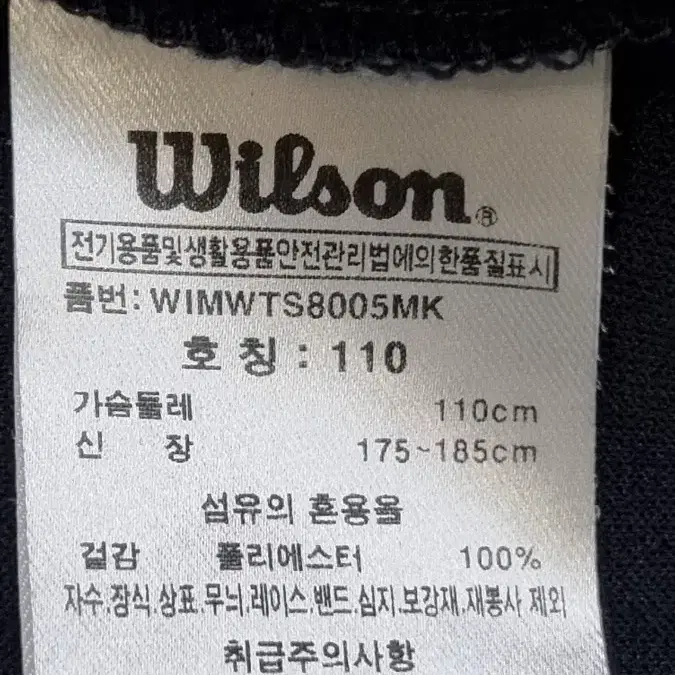 Wilson®
전기용품및생활용품안전관리법에의한품질표시
품번: WIMWTS8005MK
호 칭 : 110
가슴둘레 110cm
신 장 175~185cm
섬유의 혼용율
겉감 폴리에스터 100%
자수.장식.상표.무늬.레이스.밴드.심지.보강재.재봉사 제외
취급주의사항